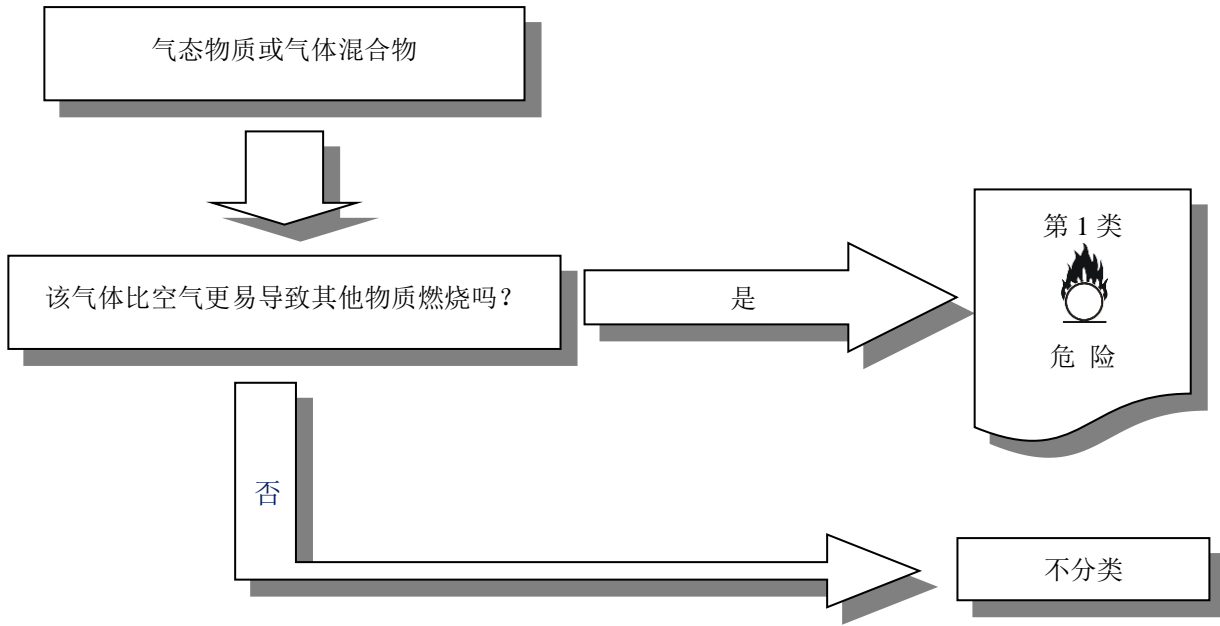 气态物质或气体混合物
该气体比空气更易导致其他物质燃烧吗？
是
第 1 类
危 险
否
不分类